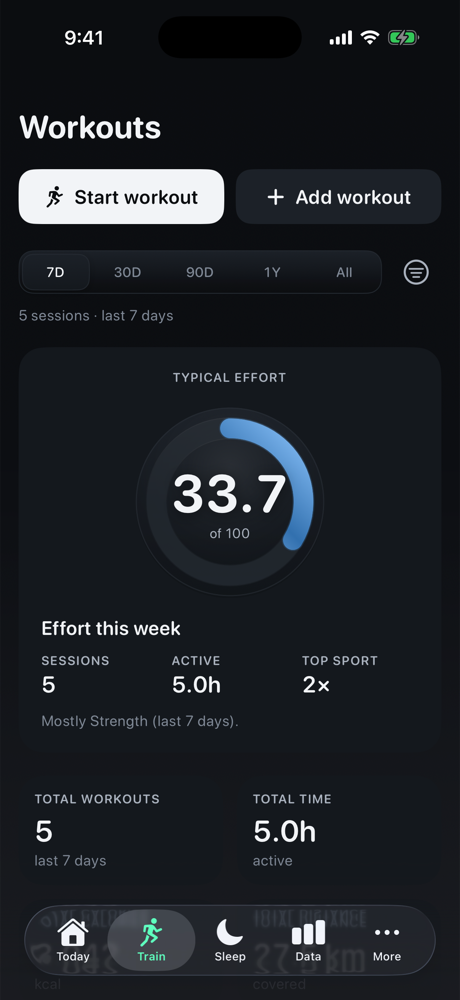 9:41
Workouts
Start workout
+ Add workout
7D 30D 90D 1Y All
5 sessions · last 7 days
TYPICAL EFFORT
33.7
of 100
Effort this week
SESSIONS ACTIVE TOP SPORT
5 5.0h 2×
Mostly Strength (last 7 days).
TOTAL WORKOUTS TOTAL TIME
5 5.0h
last 7 days active
Today Train Sleep Data More
kcal covered